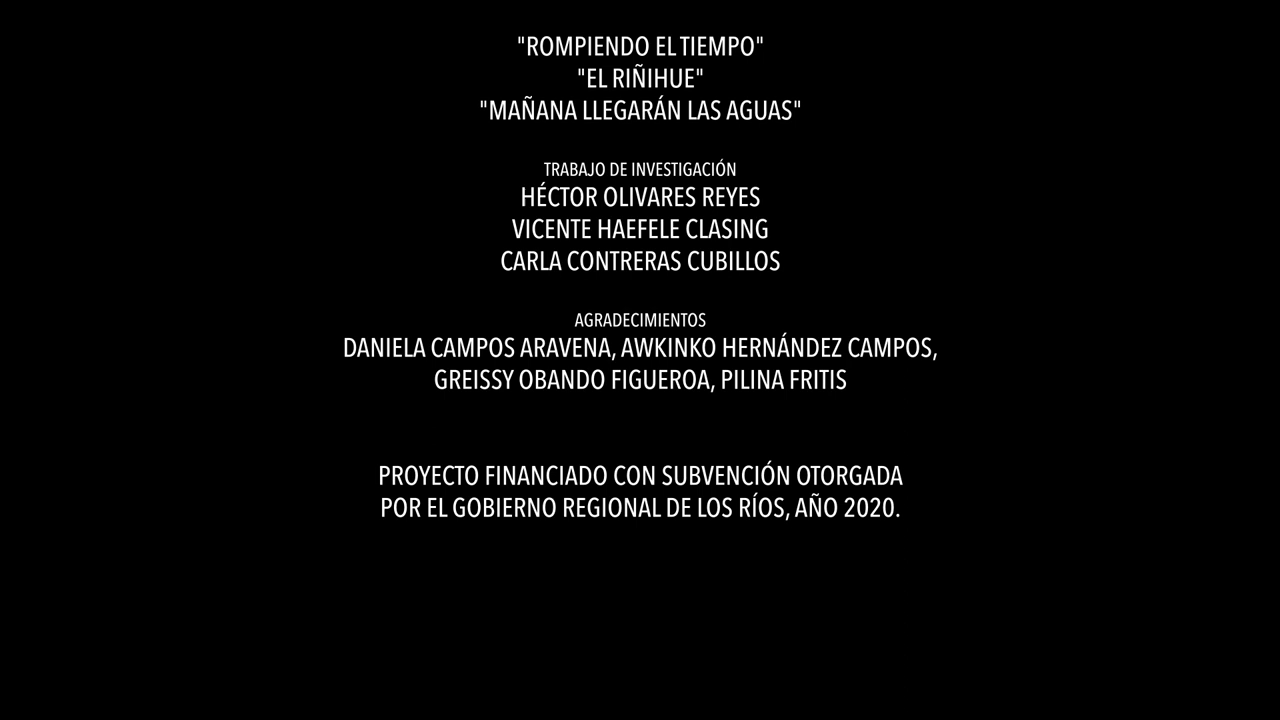 "ROMPIENDO EL TIEMPO"
"EL RIÑIHUE"
"MAÑANA LLEGARÁN LAS AGUAS"
TRABAJO DE INVESTIGACIÓN
HÉCTOR OLIVARES REYES
VICENTE HAEFELE CLASING
CARLA CONTRERAS CUBILLOS
AGRADECIMIENTOS
DANIELA CAMPOS ARAVENA, AWKINKO HERNÁNDEZ CAMPOS,
GREISSY OBANDO FIGUEROA, PILINA FRITIS
PROYECTO FINANCIADO CON SUBVENCIÓN OTORGADA
POR EL GOBIERNO REGIONAL DE LOS RÍOS, AÑO 2020.